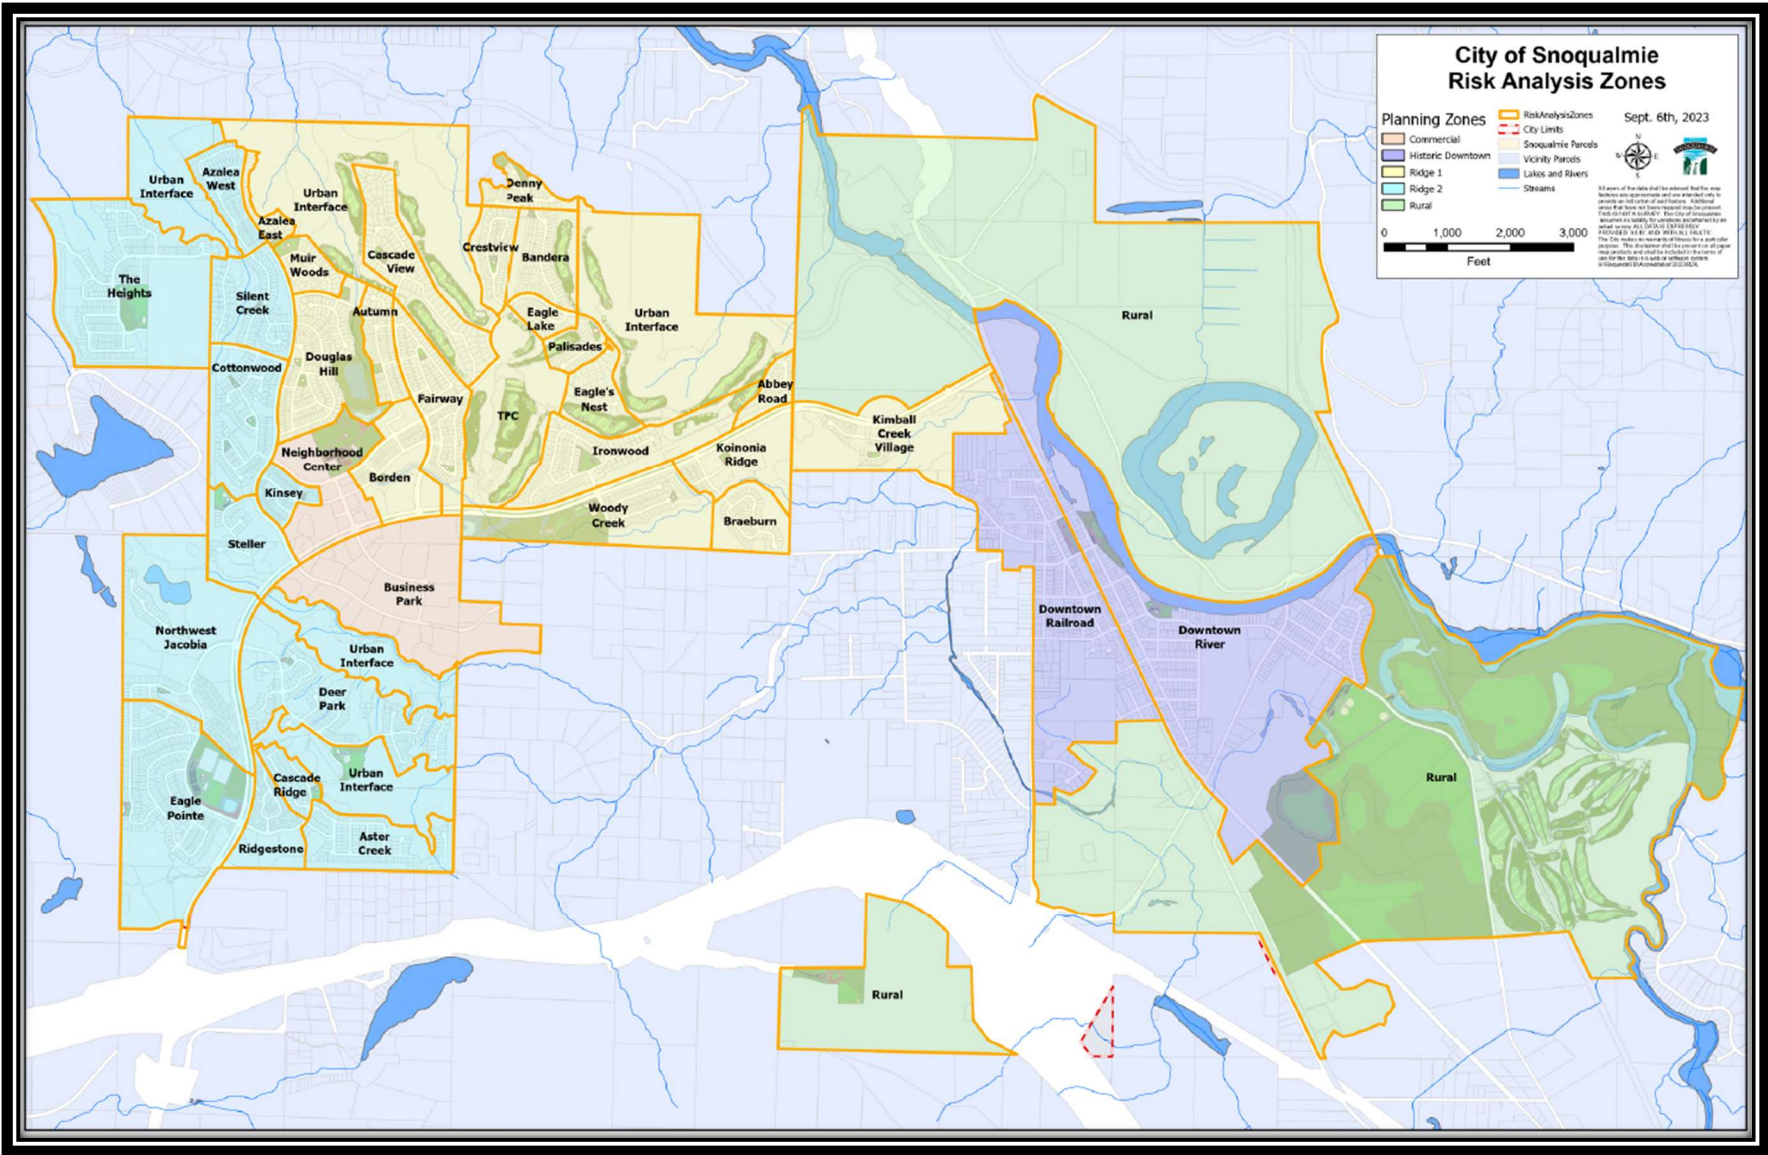 City of Snoqualmie
Risk Analysis Zones
Sept. 6th, 2023
Planning Zones
Commercial
Historic Downtown
Ridge 1
Ridge 2
Rural
RiskAnalysisZones
City Limits
Snoqualmie Parcels
Vicinity Parcels
Lakes and Rivers
Streams
N
W
E
S
0
1,000
2,000
3,000
Feet
Urban
Interface
Azalea
West
Azalea
East
Urban
Interface
Denny
Peak
Crestview
Bandera
Cascade
View
Muir
Woods
The
Heights
Silent
Creek
Autumn
Eagle
Lake
Urban
Interface
Palisades
Douglas
Hill
Cottonwood
Fairway
TPC
Eagle's
Nest
Abbey
Road
Kimball
Creek
Village
Rural
Neighborhood
Center
Borden
Ironwood
Koinonia
Ridge
Kinsey
Woody
Creek
Braeburn
Steller
Business
Park
Downtown
Railroad
Downtown
River
Northwest
Jacobia
Urban
Interface
Deer
Park
Cascade
Ridge
Urban
Interface
Eagle
Pointe
Ridgestone
Aster
Creek
Rural
Rural